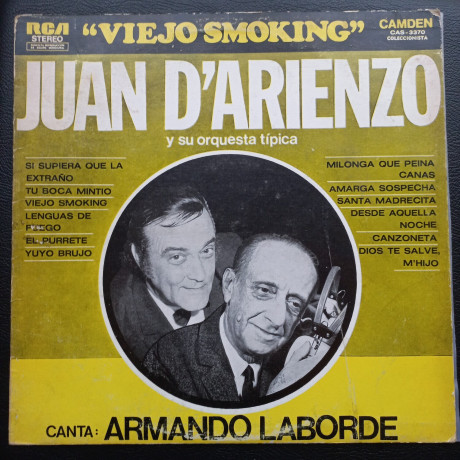 RCA
STEREO
"VIEJO SMOKING"
CAMDEN
CAS-3370
COLECCIONISTA
JUAN D'ARIENZO
y su orquesta típica
SI SUPIERA QUE LA
EXTRAÑO
TU BOCA MINTIO
VIEJO SMOKING
LENGUAS DE
FUEGO
EL PURRETE
YUYO BRUJO
MILONGA QUE PEINA
CANAS
AMARGA SOSPECHA
SANTA MADRECITA
DESDE AQUELLA
NOCHE
CANZONETA
DIOS TE SALVE,
M'HIJO
CANTA: ARMANDO LABORDE